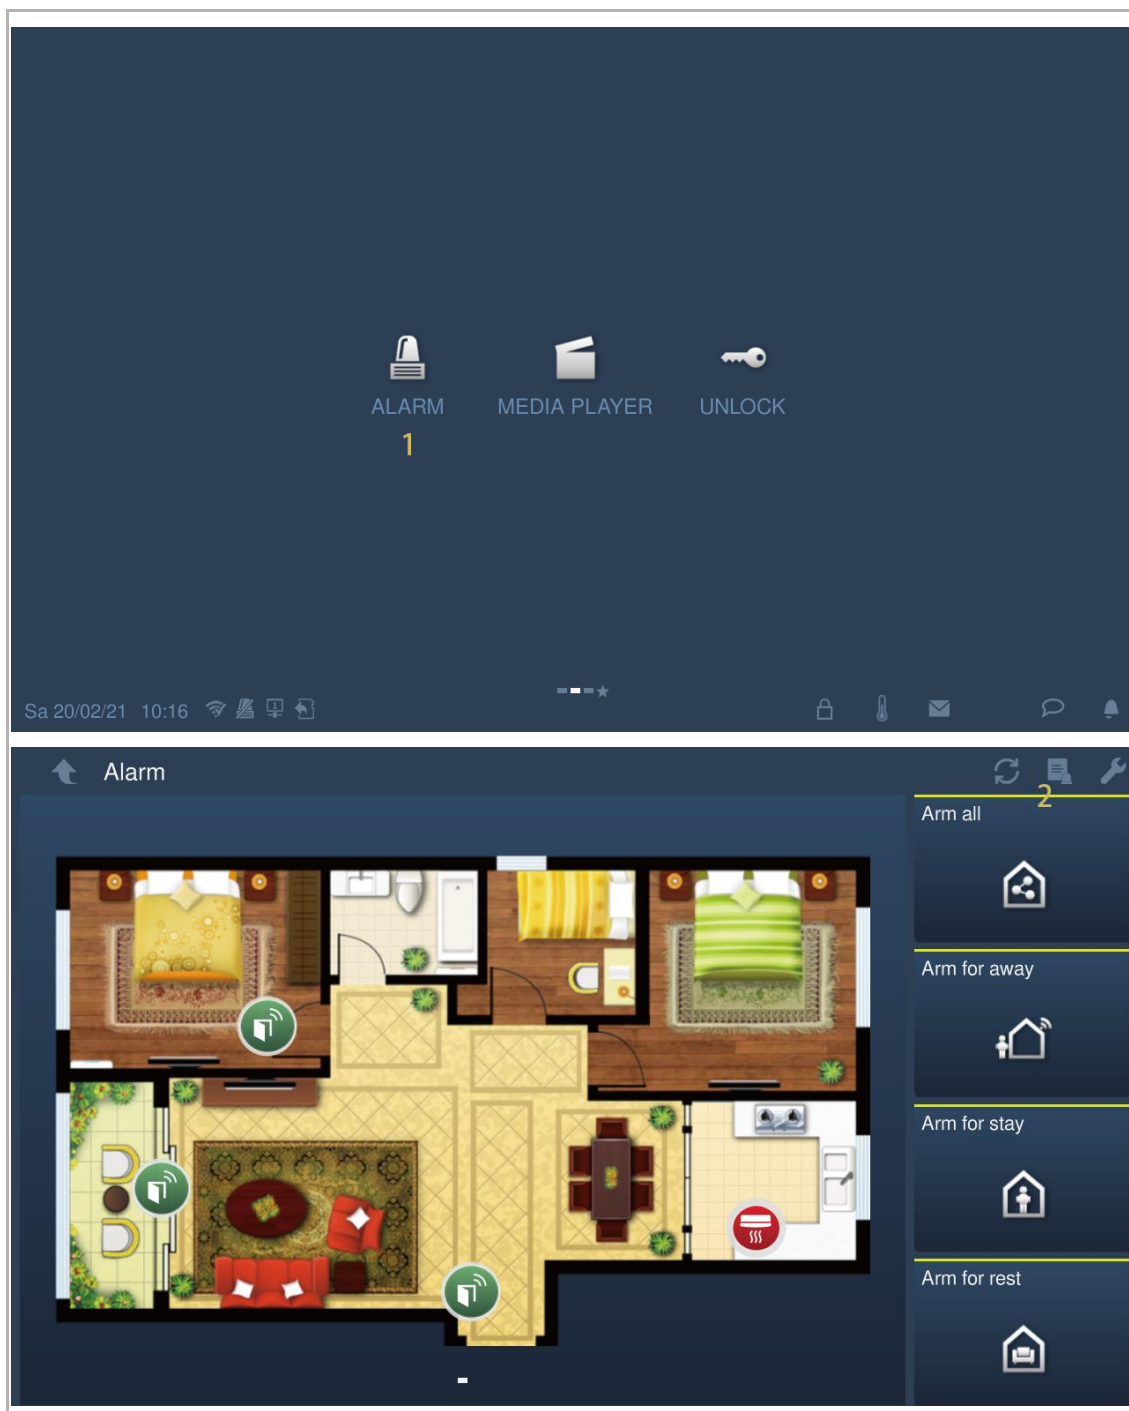 ALARM MEDIA PLAYER UNLOCK
1
Sa 20/02/21 10:16 1
Alarm
2
Arm all
Arm for away
Arm for stay
Arm for rest